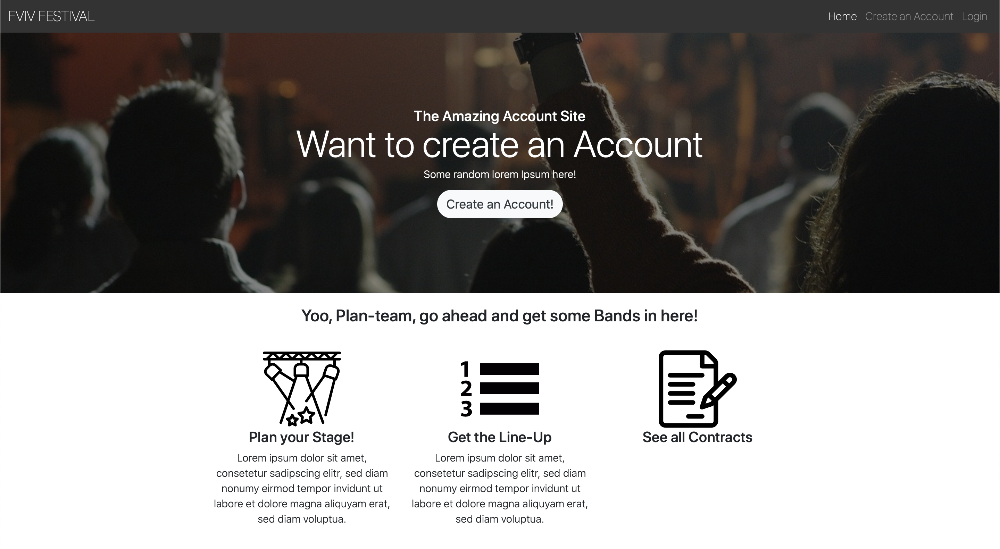 FVIV FESTIVAL
Home Create an Account Login
The Amazing Account Site
Want to create an Account
Some random lorem Ipsum here!
Create an Account!
Yoo, Plan-team, go ahead and get some Bands in here!
1
2
3
Plan your Stage!
Lorem ipsum dolor sit amet,
consetetur sadipscing elitr, sed diam
nonumy eirmod tempor invidunt ut
labore et dolore magna aliquyam erat,
sed diam voluptua.
Get the Line-Up
Lorem ipsum dolor sit amet,
consetetur sadipscing elitr, sed diam
nonumy eirmod tempor invidunt ut
labore et dolore magna aliquyam erat,
sed diam voluptua.
See all Contracts